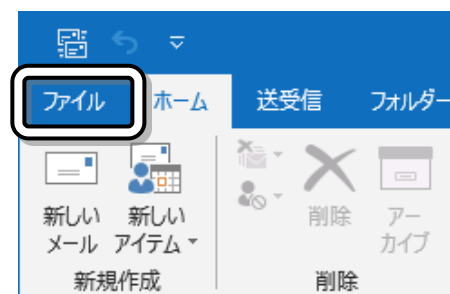 ファイル ホーム 送受信 フォルダー
新しい 新しい 削除 アー
メール アイテム カイブ
新規作成 削除